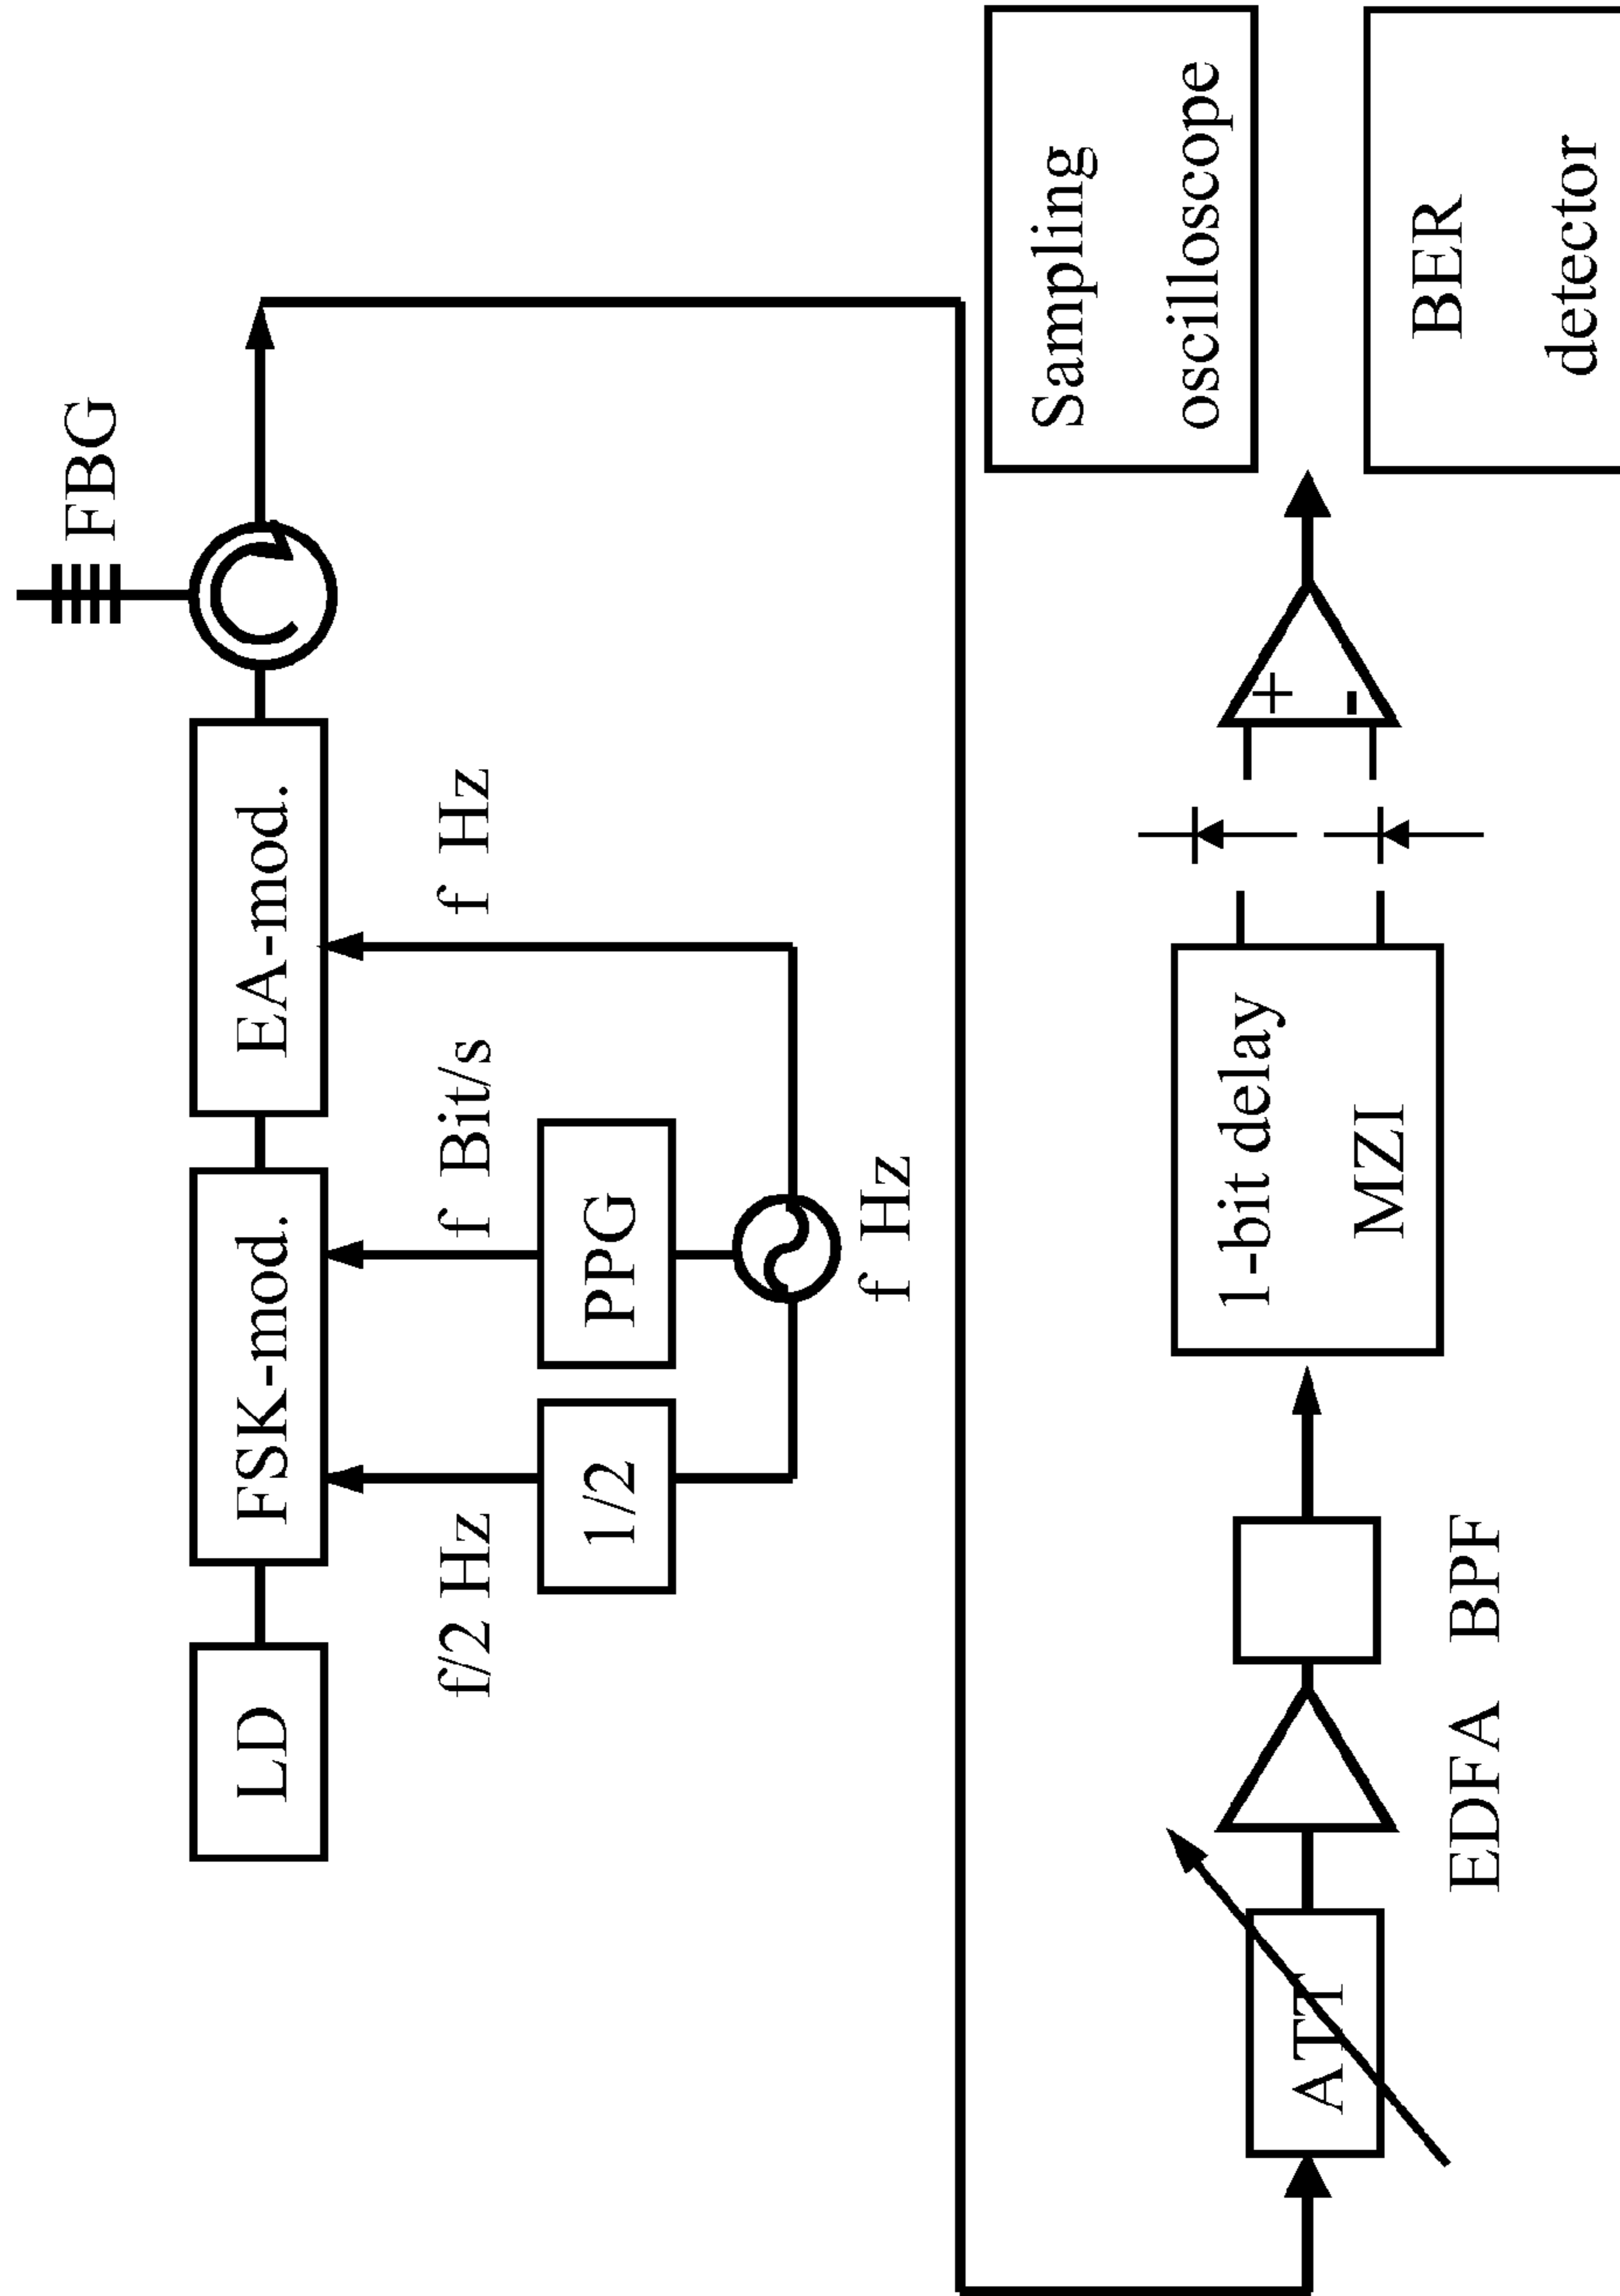 FBG
LD
FSK-mod.
EA-mod.
f/2 Hz
f Bit/s
f Hz
1/2
PPG
f Hz
Sampling
oscilloscope
ATT
EDFA
BPF
1-bit delay
MZI
+
-
BER
detector